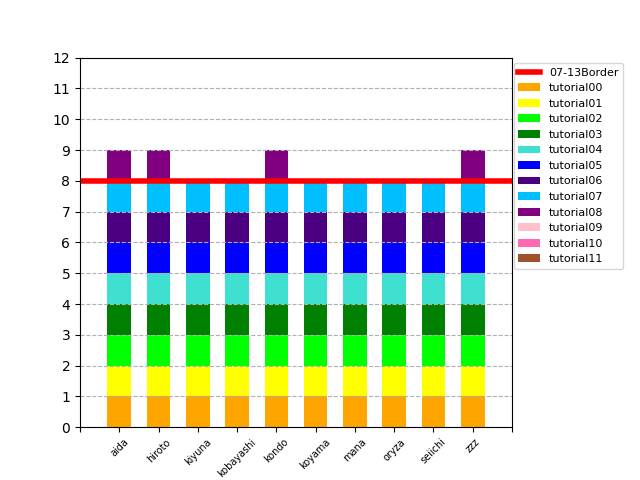 12
11
10
9
8
7
6
5
4
3
2
1
0
aida
hiroto
kiyuna
kobayashi
kondo
koyama
mana
oryza
seiichi
zzz
07-13Border
tutorial00
tutorial01
tutorial02
tutorial03
tutorial04
tutorial05
tutorial06
tutorial07
tutorial08
tutorial09
tutorial10
tutorial11